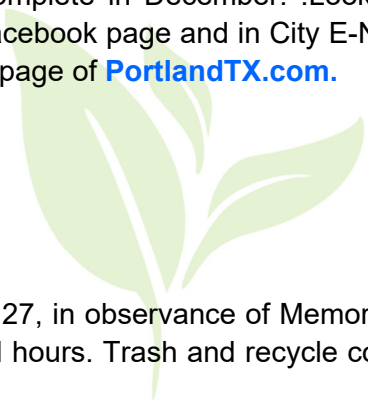 complete in December. .Look
acebook page and in City E-N
page of PortlandTX.com.
27, in observance of Memor
hours. Trash and recycle co